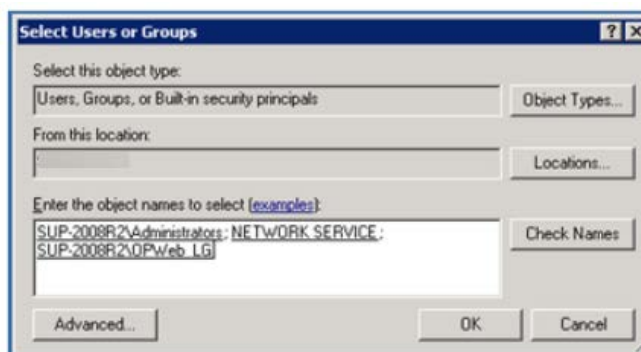 Select Users or Groups
Select this object type:
Users, Groups, or Built-in security principals
Object Types...
From this location:
Locations...
Enter the object names to select (examples):
SUP-2008R2\Administrators; NETWORK SERVICE;
SUP-2008R2\OPWeb_LG
Check Names
Advanced...
OK
Cancel